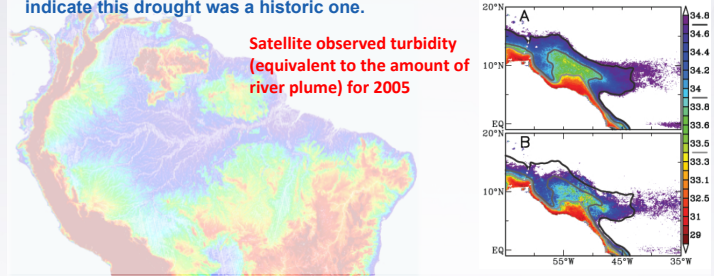 indicate this drought was a historic one.
Satellite observed turbidity
(equivalent to the amount of
river plume) for 2005
A
20°N
10°N
EQ
B
20°N
10°N
EQ
55°W 45°W 35°W
34.8
34.6
34.4
34.2
34
33.8
33.6
33.5
33.3
33.1
32.5
31
29